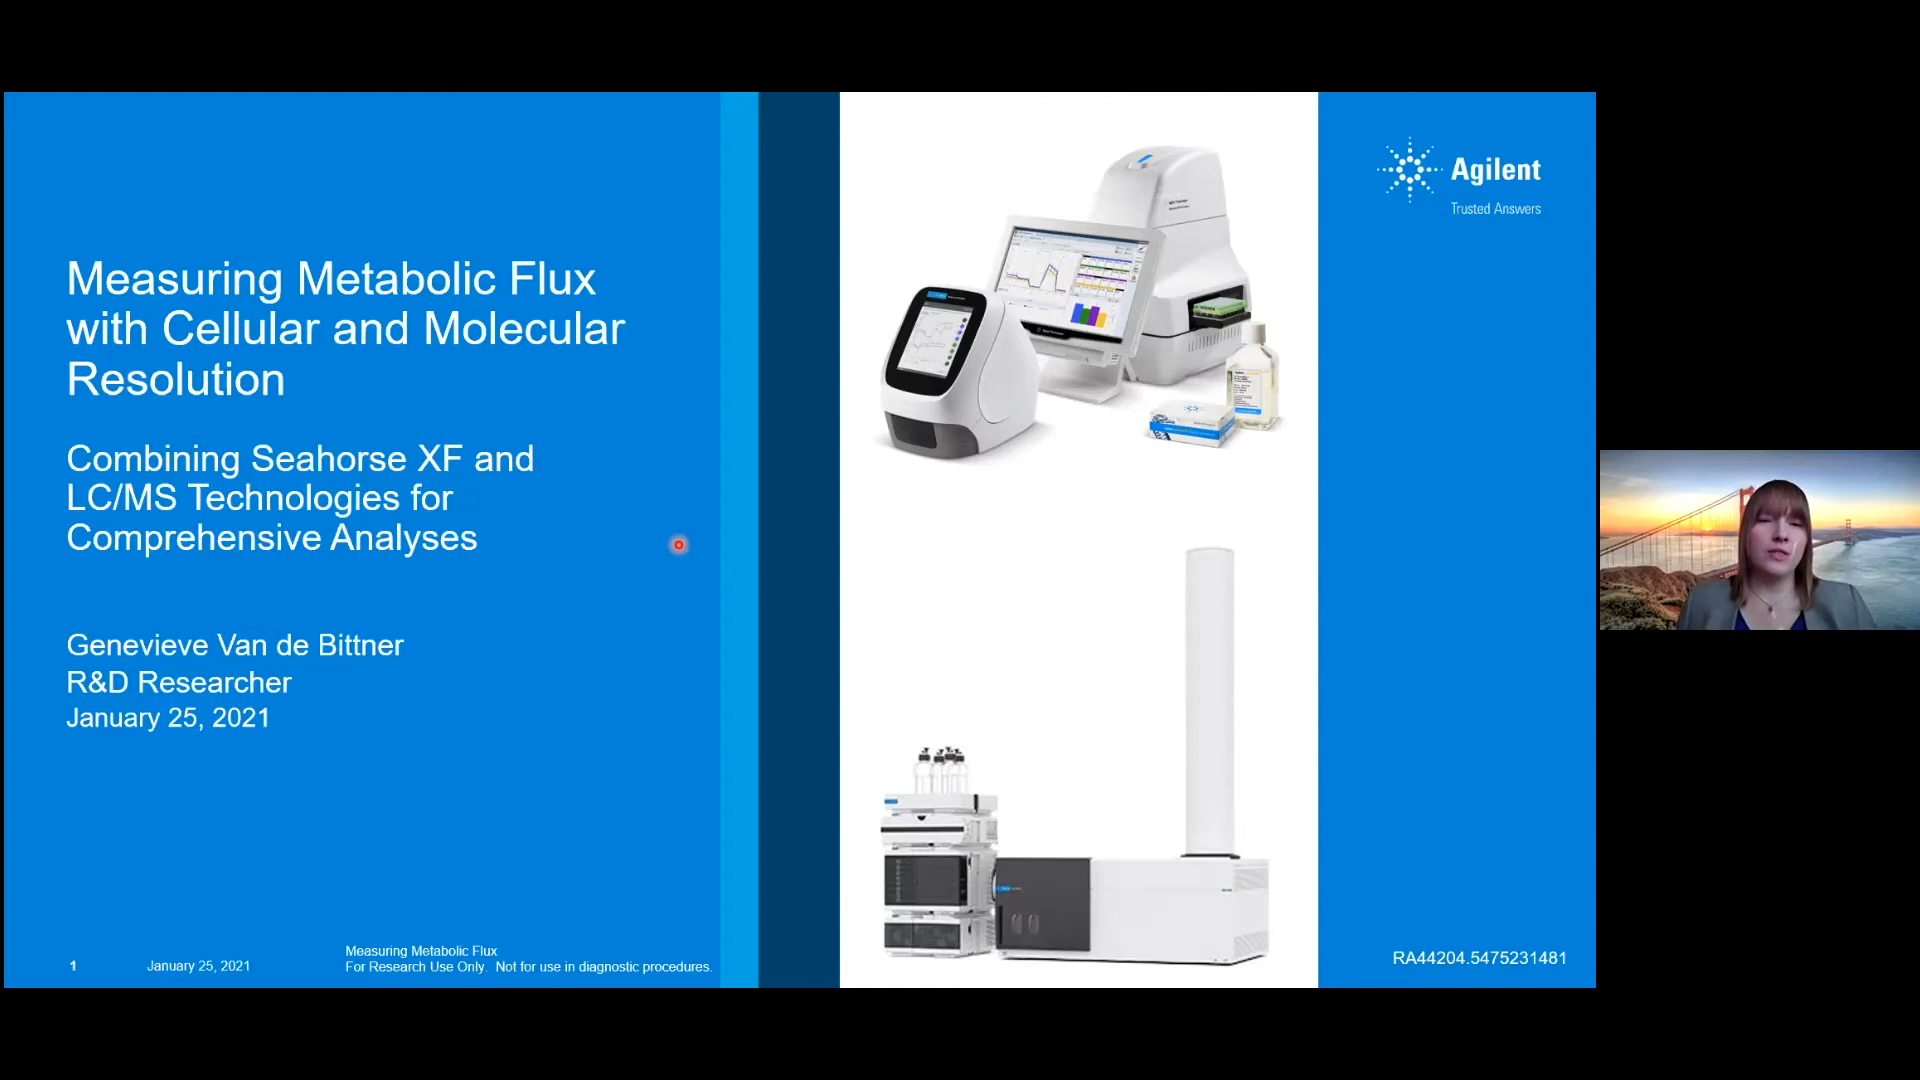 Measuring Metabolic Flux
with Cellular and Molecular
Resolution
Combining Seahorse XF and
LC/MS Technologies for
Comprehensive Analyses
Genevieve Van de Bittner
R&D Researcher
January 25, 2021
1
January 25, 2021
Measuring Metabolic Flux
For Research Use Only.  Not for use in diagnostic procedures.
Agilent
Trusted Answers
RA44204.5475231481